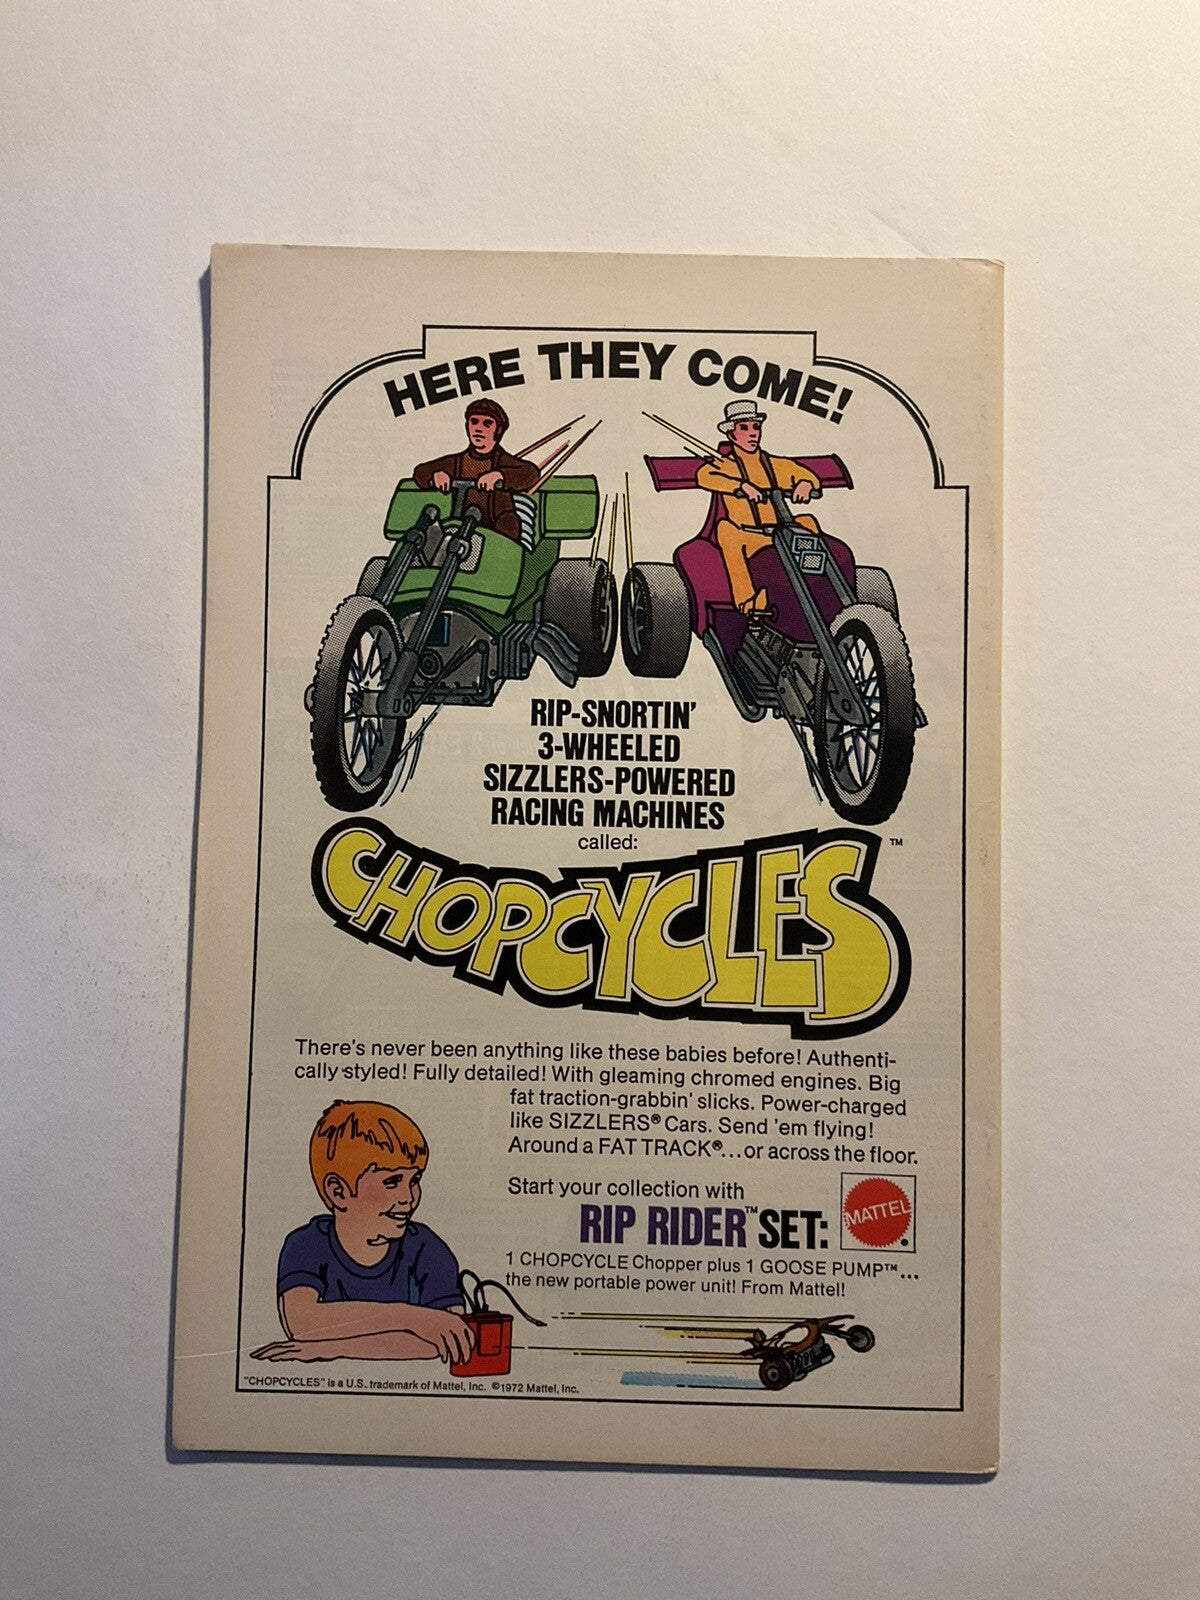 HERE THEY COME!
RIP-SNORTIN'
3-WHEELED
SIZZLERS-POWERED
RACING MACHINES
called:
CHOPCYCLES™
There's never been anything like these babies before! Authenti-
cally styled! Fully detailed! With gleaming chromed engines. Big
fat traction-grabbin' slicks. Power-charged
like SIZZLERS® Cars. Send 'em flying!
Around a FAT TRACK®...or across the floor.
Start your collection with
RIP RIDER™ SET:
MATTEL
1 CHOPCYCLE Chopper plus 1 GOOSE PUMP™...
the new portable power unit! From Mattel!
"CHOPCYCLES" is a U.S. trademark of Mattel, Inc. ©1972 Mattel, Inc.